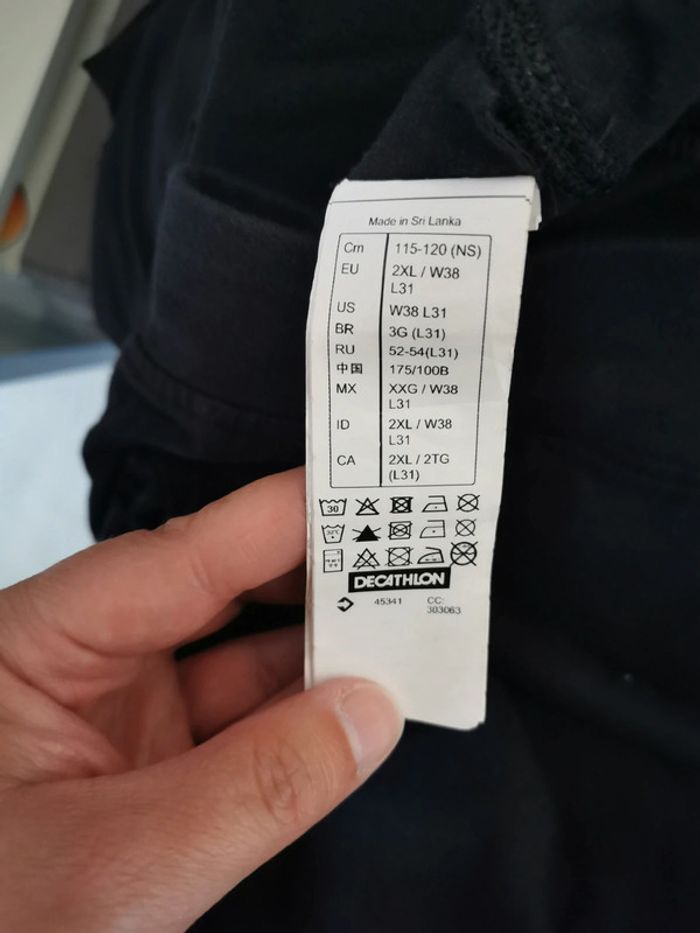 Made in Sri Lanka
Cm 115-120 (NS)
EU 2XL / W38
L31
US W38 L31
BR 3G (L31)
RU 52-54(L31)
中国 175/100B
MX XXG / W38
L31
ID 2XL / W38
L31
CA 2XL / 2TG
(L31)
30
30°C
DECATHLON
45341 CC:
303063